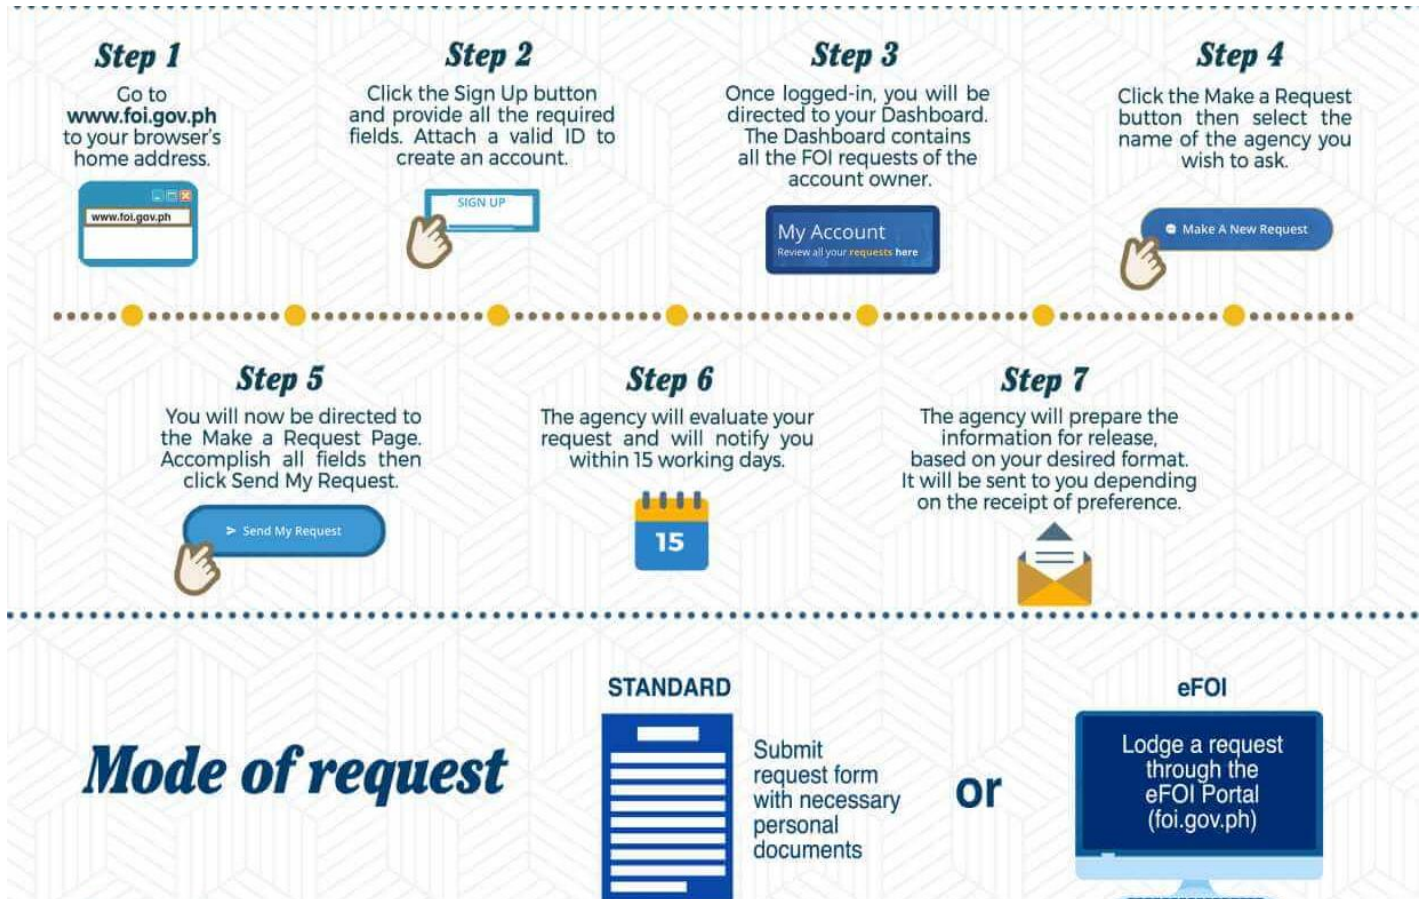 Step 1
Go to
www.foi.gov.ph
to your browser's
home address.
www.foi.gov.ph
Step 2
Click the Sign Up button
and provide all the required
fields. Attach a valid ID to
create an account.
SIGN UP
Step 3
Once logged-in, you will be
directed to your Dashboard.
The Dashboard contains
all the FOI requests of the
account owner.
My Account
Review all your requests here
Step 4
Click the Make a Request
button then select the
name of the agency you
wish to ask.
Make A New Request
Step 5
You will now be directed to
the Make a Request Page.
Accomplish all fields then
click Send My Request.
Send My Request
Step 6
The agency will evaluate your
request and will notify you
within 15 working days.
15
Step 7
The agency will prepare the
information for release,
based on your desired format.
It will be sent to you depending
on the receipt of preference.
Mode of request
STANDARD
Submit
request form
with necessary
personal
documents
or
eFOI
Lodge a request
through the
eFOI Portal
(foi.gov.ph)